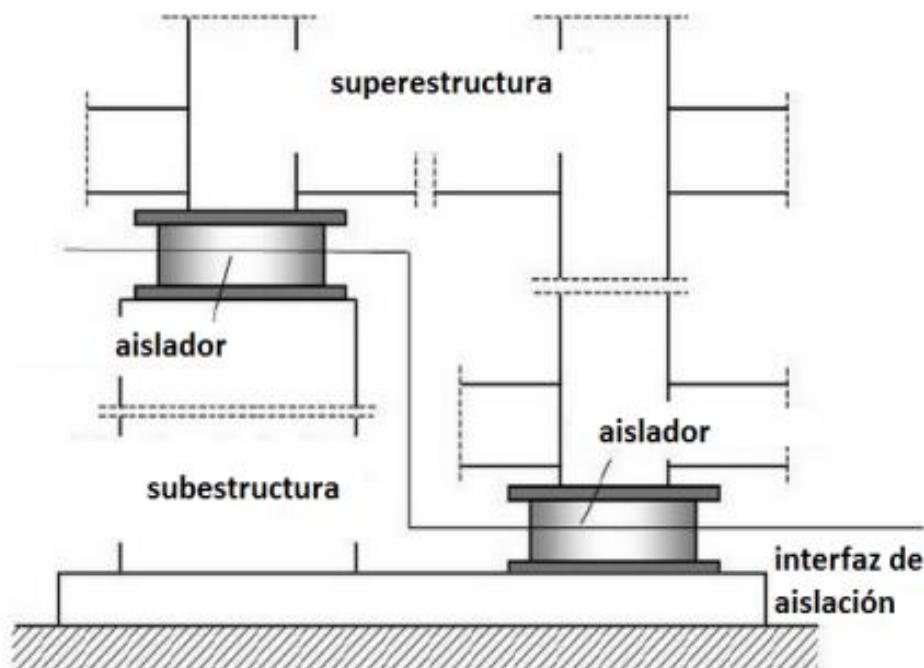 superestructura
aislador
aislador
subestructura
interfaz de
aislación